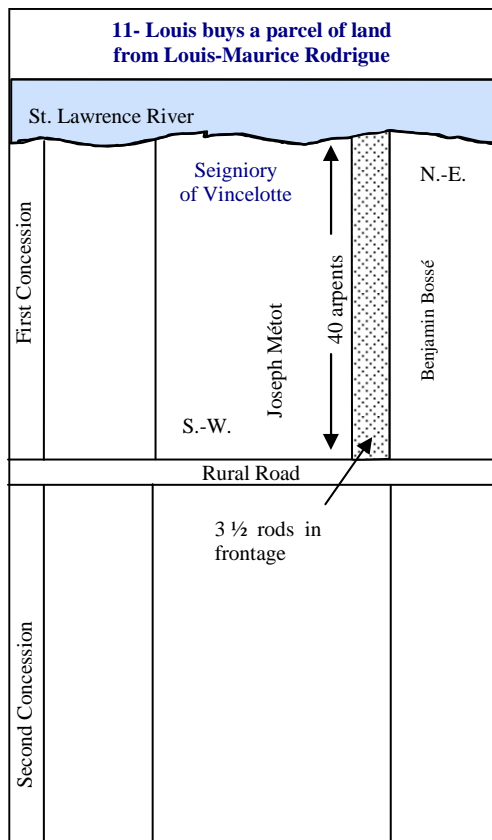 11- Louis buys a parcel of land
from Louis-Maurice Rodrigue
St. Lawrence River
Seigniory
of Vincelotte
N.-E.
First Concession
Joseph Métot
40 arpents
Benjamin Bossé
S.-W.
Rural Road
3 ½ rods in
frontage
Second Concession